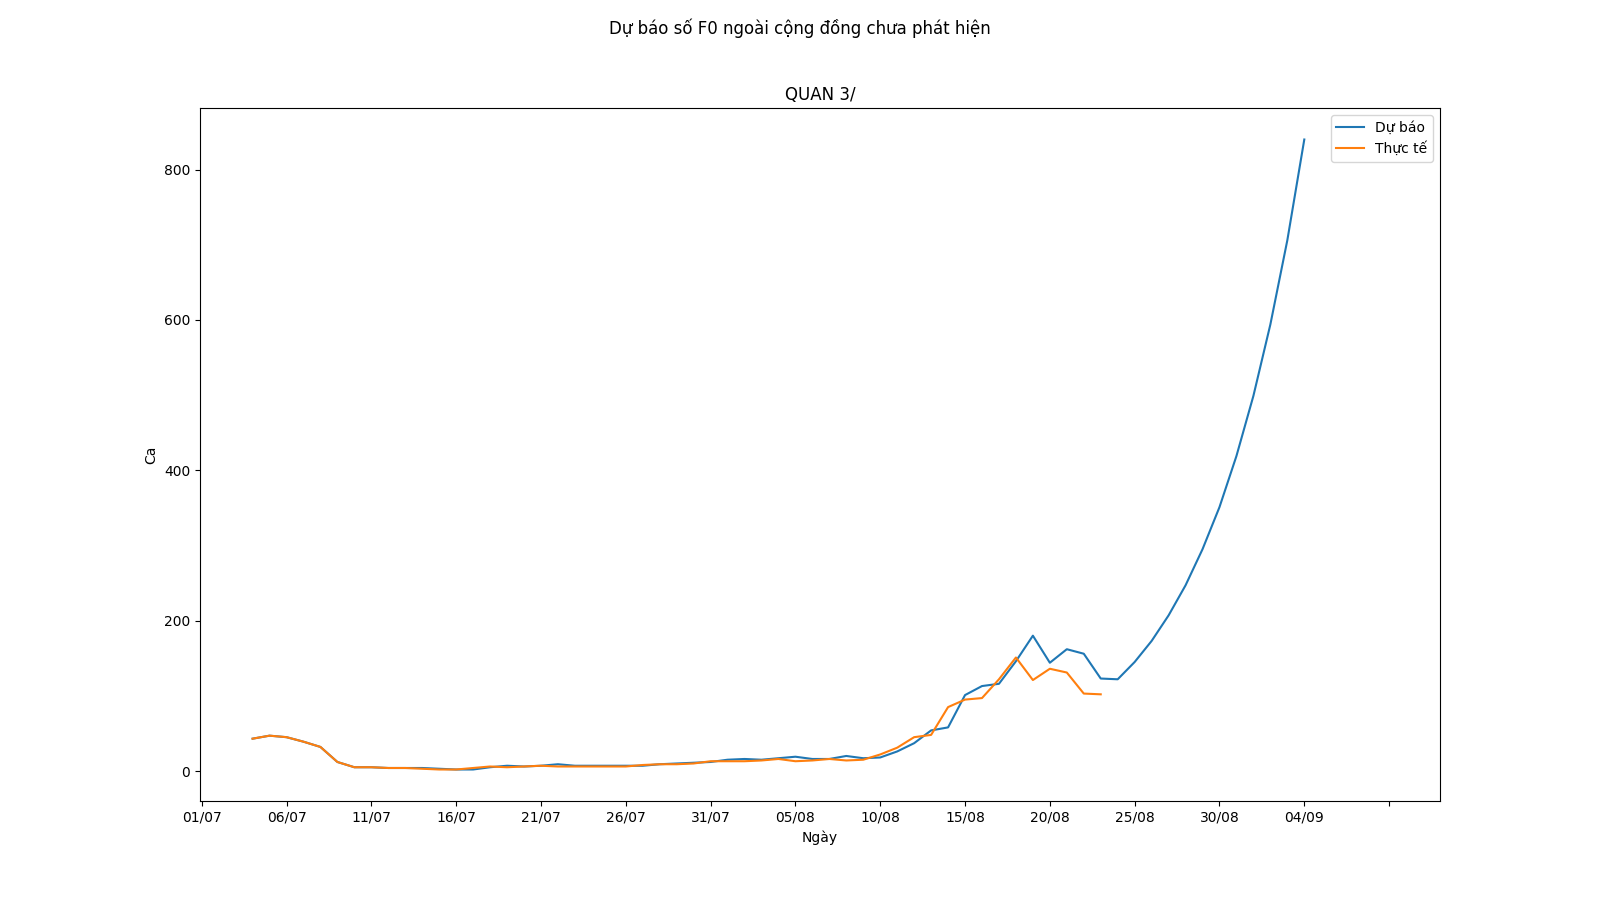 Dự báo số F0 ngoài cộng đồng chưa phát hiện
QUAN 3/
Dự báo
Thực tế
800
600
400
200
0
Ca
01/07 06/07 11/07 16/07 21/07 26/07 31/07 05/08 10/08 15/08 20/08 25/08 30/08 04/09
Ngày